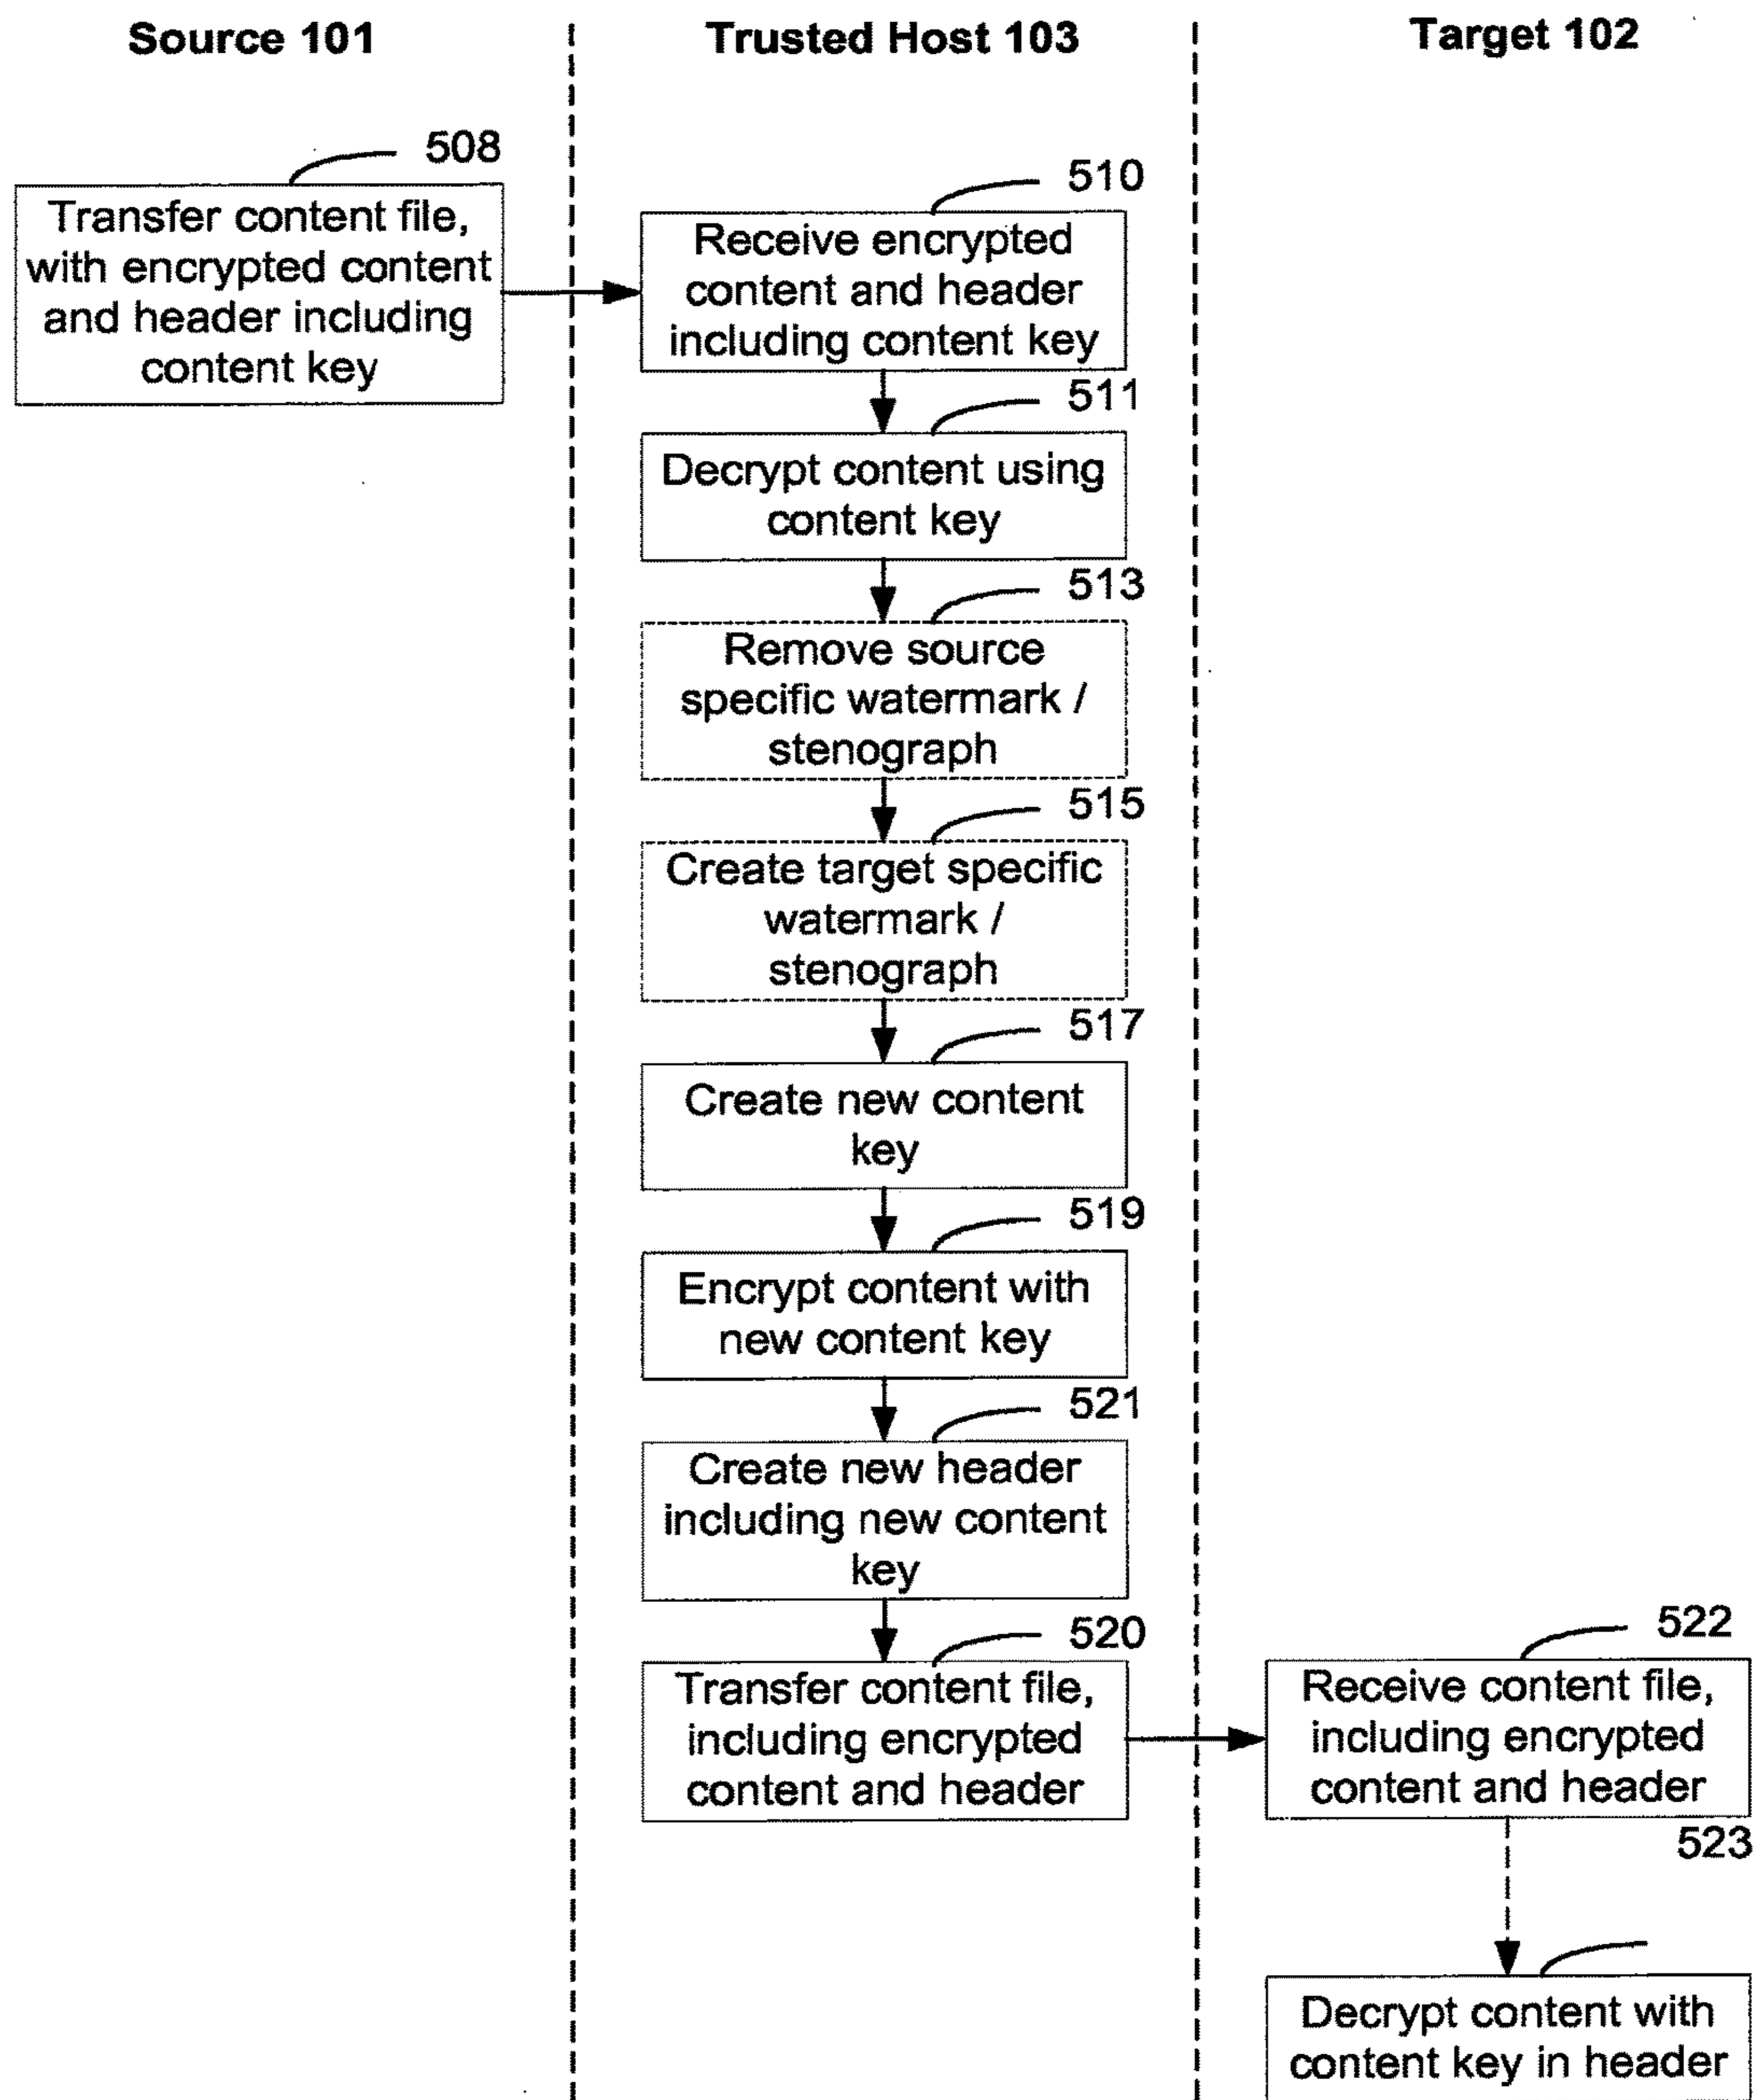 Source 101
Trusted Host 103
Target 102
508
Transfer content file,
with encrypted content
and header including
content key
510
Receive encrypted
content and header
including content key
511
Decrypt content using
content key
513
Remove source
specific watermark /
stenograph
515
Create target specific
watermark /
stenograph
517
Create new content
key
519
Encrypt content with
new content key
521
Create new header
including new content
key
520
Transfer content file,
including encrypted
content and header
522
Receive content file,
including encrypted
content and header
523
Decrypt content with
content key in header